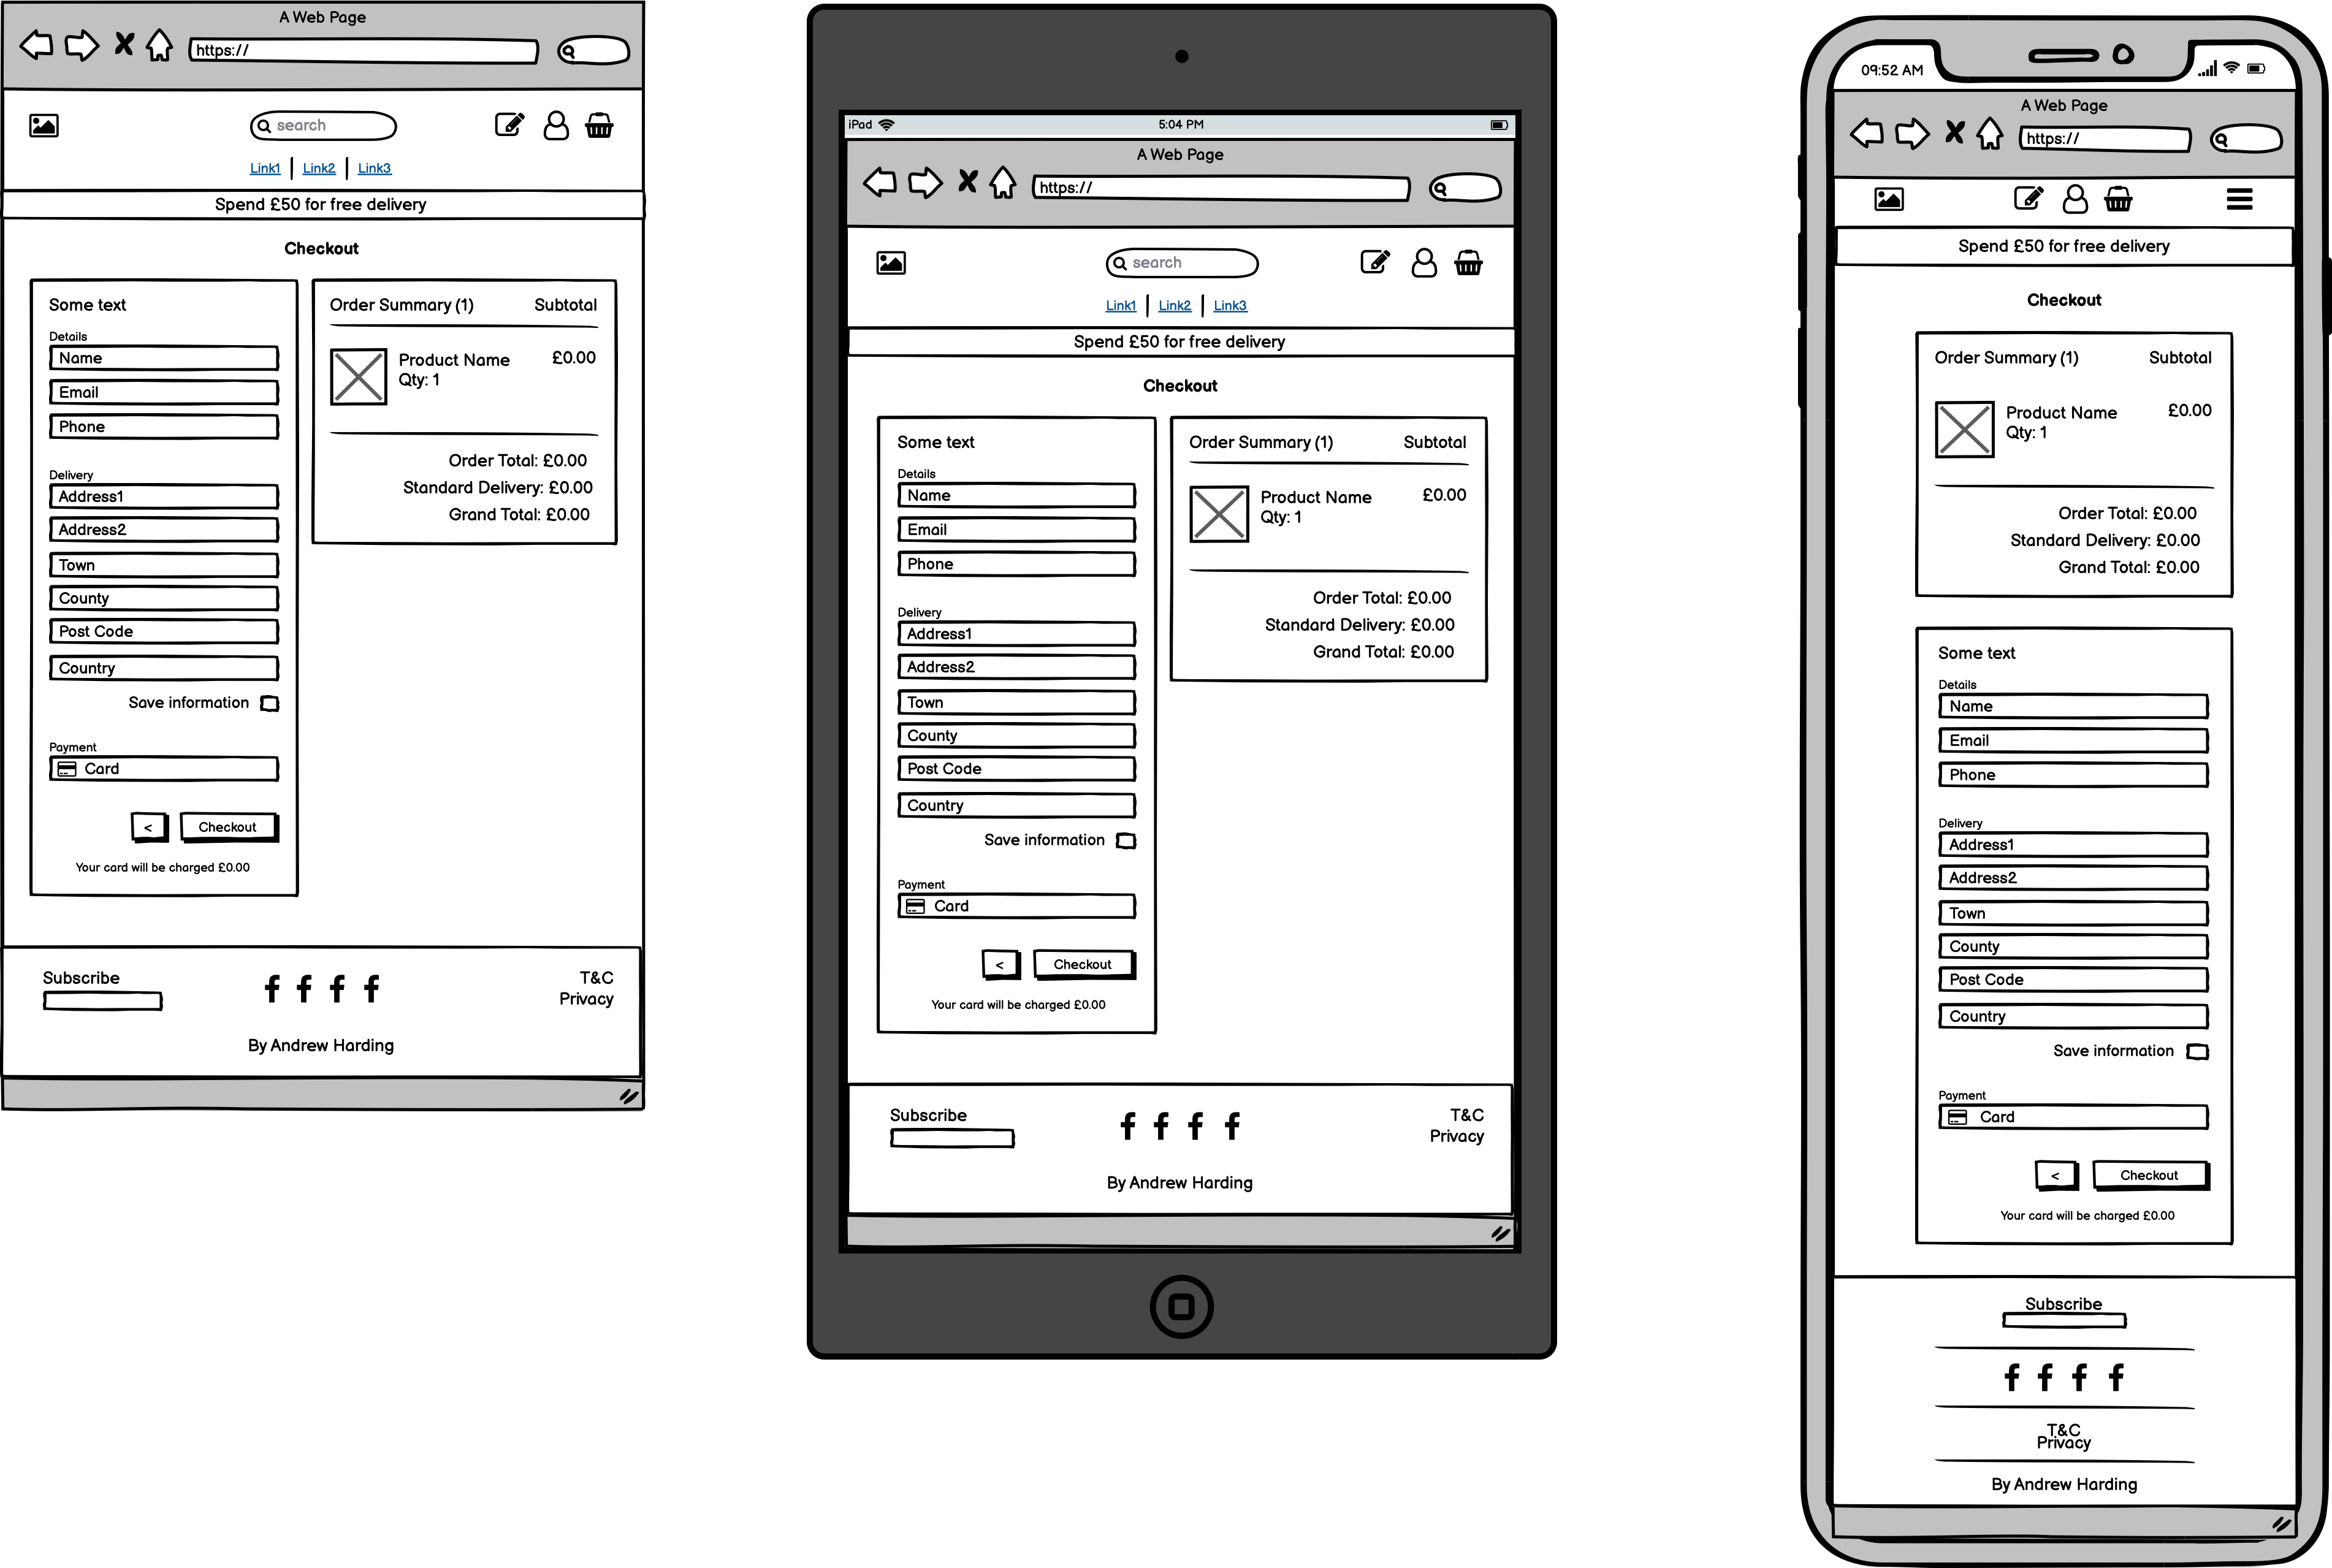 A Web Page
https://
search
Link1 Link2 Link3
Spend £50 for free delivery
Checkout
Some text
Details
Name
Email
Phone
Delivery
Address1
Address2
Town
County
Post Code
Country
Save information
Payment
Card
< Checkout
Your card will be charged £0.00
Order Summary (1) Subtotal
Product Name £0.00
Qty: 1
Order Total: £0.00
Standard Delivery: £0.00
Grand Total: £0.00
Subscribe
T&C
Privacy
By Andrew Harding
iPad 5:04 PM
A Web Page
https://
search
Link1 Link2 Link3
Spend £50 for free delivery
Checkout
Some text
Details
Name
Email
Phone
Delivery
Address1
Address2
Town
County
Post Code
Country
Save information
Payment
Card
< Checkout
Your card will be charged £0.00
Order Summary (1) Subtotal
Product Name £0.00
Qty: 1
Order Total: £0.00
Standard Delivery: £0.00
Grand Total: £0.00
Subscribe
T&C
Privacy
By Andrew Harding
09:52 AM
A Web Page
https://
Spend £50 for free delivery
Checkout
Order Summary (1) Subtotal
Product Name £0.00
Qty: 1
Order Total: £0.00
Standard Delivery: £0.00
Grand Total: £0.00
Some text
Details
Name
Email
Phone
Delivery
Address1
Address2
Town
County
Post Code
Country
Save information
Payment
Card
< Checkout
Your card will be charged £0.00
Subscribe
T&C
Privacy
By Andrew Harding